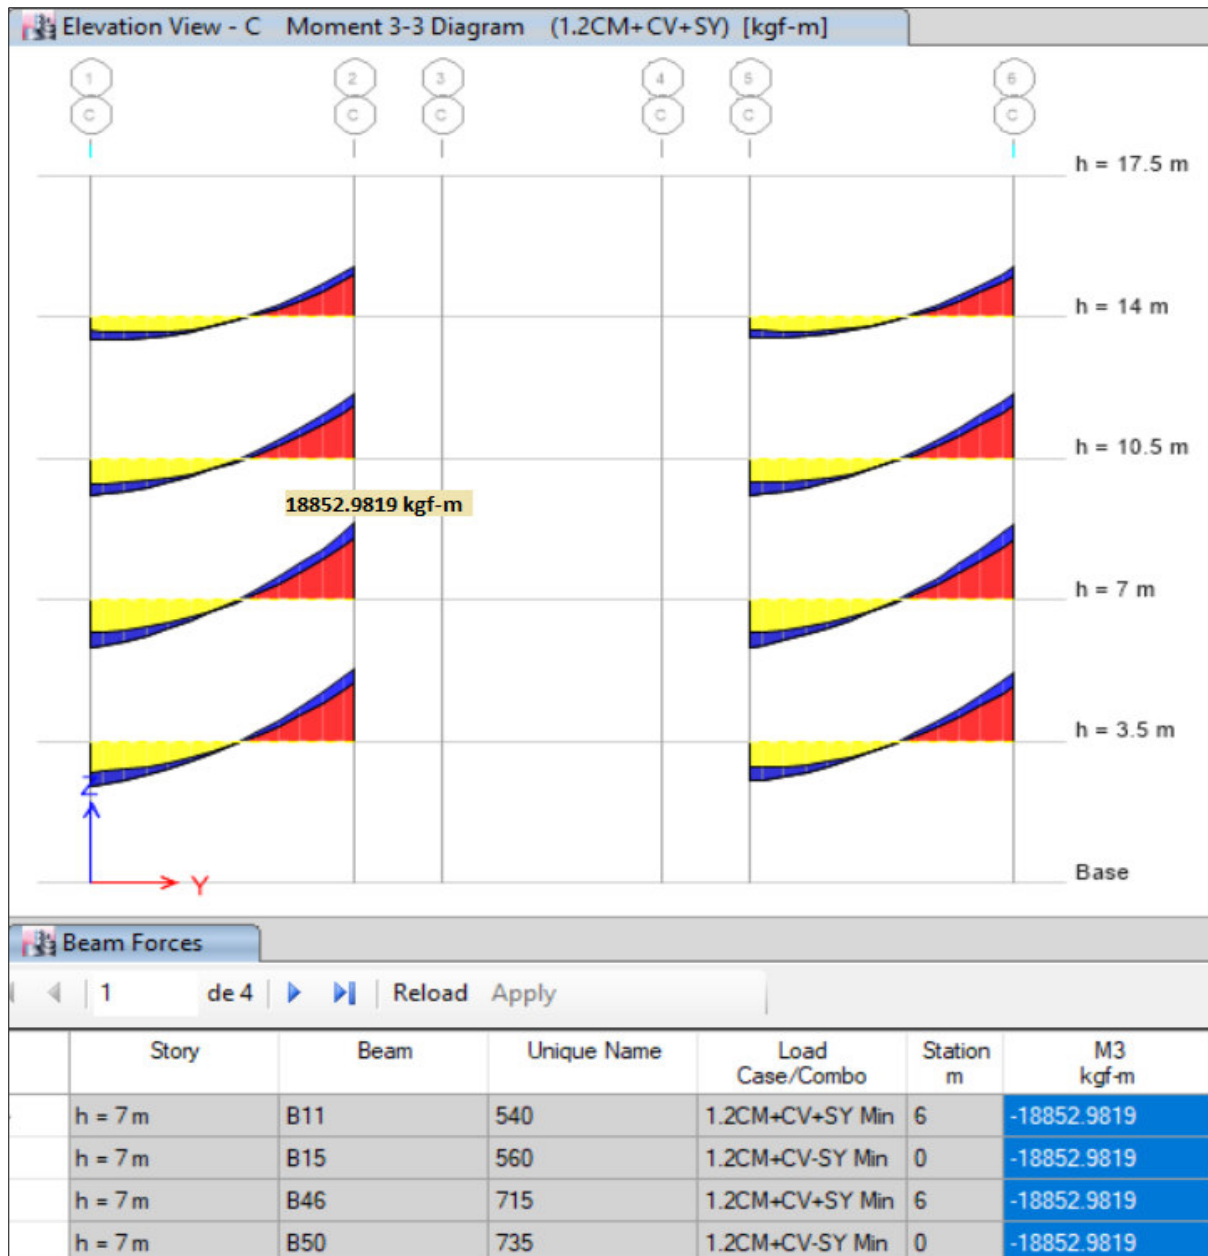 Elevation View - C Moment 3-3 Diagram (1.2CM+CV+SY) [kgf-m]
1 2 3 4 5 6
C C C C C C
h = 17.5 m
h = 14 m
h = 10.5 m
18852.9819 kgf-m
h = 7 m
h = 3.5 m
Z
Base
Y
Beam Forces
1 de 4 Reload Apply
Story Beam Unique Name Load Station M3
Case/Combo m kgf-m
h = 7 m B11 540 1.2CM+CV+SY Min 6 -18852.9819
h = 7 m B15 560 1.2CM+CV-SY Min 0 -18852.9819
h = 7 m B46 715 1.2CM+CV+SY Min 6 -18852.9819
h = 7 m B50 735 1.2CM+CV-SY Min 0 -18852.9819